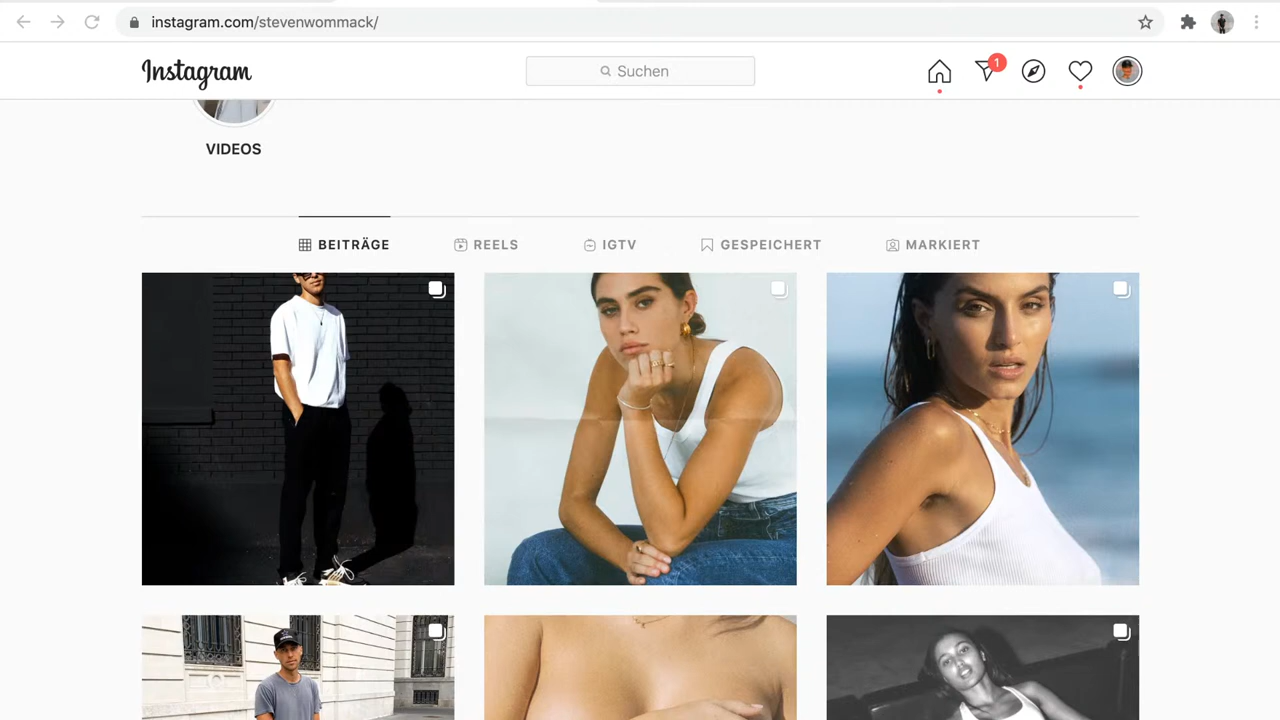 instagram.com/stevenwommack/
Instagram
Suchen
1
VIDEOS
BEITRÄGE
REELS
IGTV
GESPEICHERT
MARKIERT